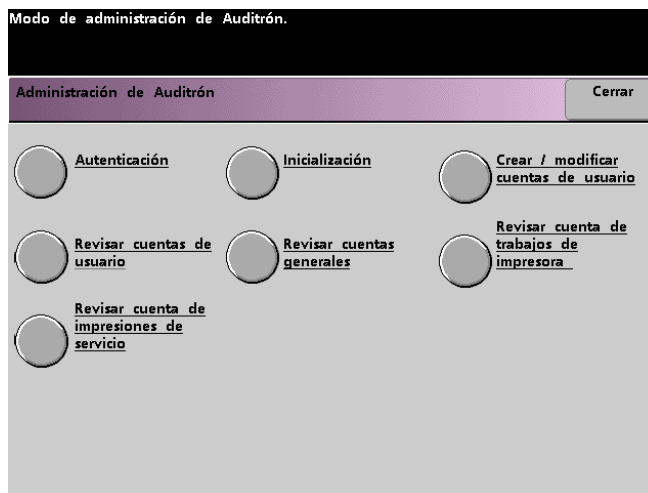 Modo de administración de Auditrón.
Administración de Auditrón
Cerrar
Autenticación
Inicialización
Crear / modificar
cuentas de usuario
Revisar cuentas de
usuario
Revisar cuentas
generales
Revisar cuenta de
trabajos de
impresora
Revisar cuenta de
impresiones de
servicio